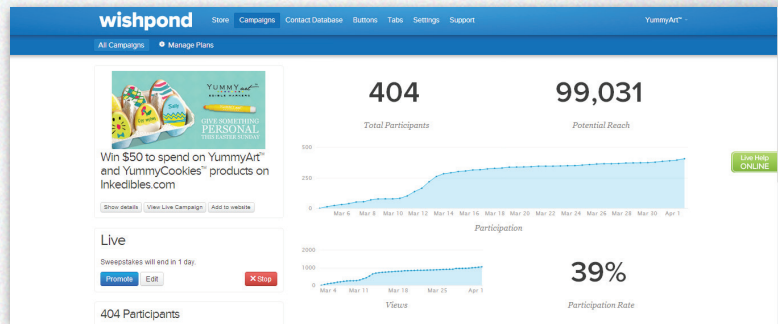 wishpond
Store Campaigns Contact Database Buttons Tabs Settings Support
YummyArt™
All Campaigns Manage Plans
YUMMY art™
EDIBLE MARKERS
GIVE SOMETHING
PERSONAL
THIS EASTER SUNDAY
Win $50 to spend on YummyArt™
and YummyCookies™ products on
Inkedibles.com
Show details View Live Campaign Add to website
Live
Sweepstakes will end in 1 day.
Promote Edit X Stop
404 Participants
404
Total Participants
99,031
Potential Reach
500
250
0
Mar 6 Mar 8 Mar 10 Mar 12 Mar 14 Mar 16 Mar 18 Mar 20 Mar 22 Mar 24 Mar 26 Mar 28 Mar 30 Apr 1
Participation
2000
1000
0
Mar 4 Mar 11 Mar 18 Mar 25 Apr 1
Views
39%
Participation Rate
Live Help
ONLINE